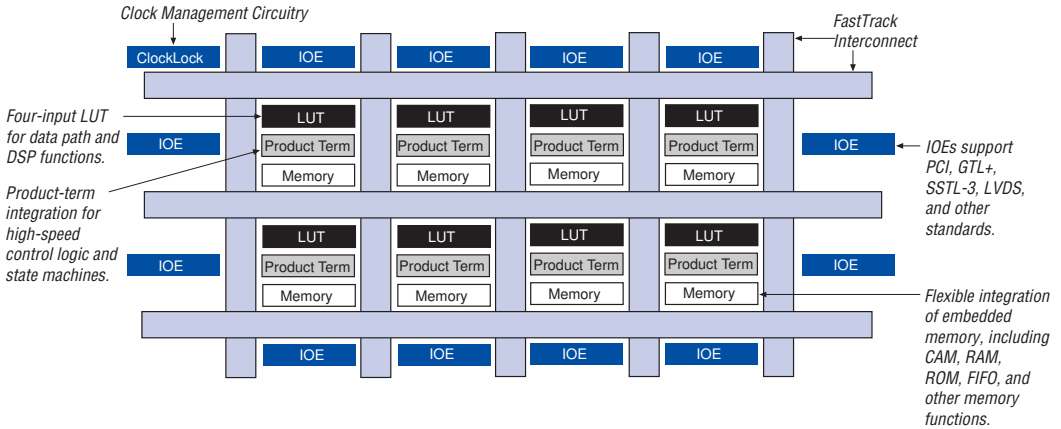 Clock Management Circuitry
FastTrack
Interconnect
ClockLock
IOE
IOE
IOE
IOE
Four-input LUT
for data path and
DSP functions.
LUT
LUT
LUT
LUT
IOE
Product Term
Product Term
Product Term
Product Term
IOE
IOEs support
PCI, GTL+,
SSTL-3, LVDS,
and other
standards.
Memory
Memory
Memory
Memory
Product-term
integration for
high-speed
control logic and
state machines.
LUT
LUT
LUT
LUT
IOE
Product Term
Product Term
Product Term
Product Term
IOE
Memory
Memory
Memory
Memory
Flexible integration
of embedded
memory, including
CAM, RAM,
ROM, FIFO, and
other memory
functions.
IOE
IOE
IOE
IOE